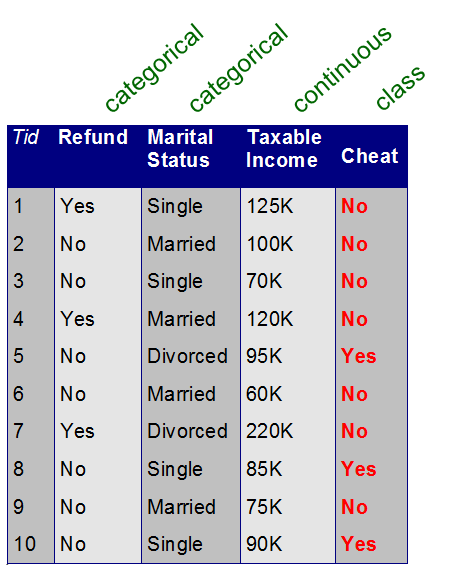 categorical categorical continuous class
Tid Refund Marital Status Taxable Income Cheat
1 Yes Single 125K No
2 No Married 100K No
3 No Single 70K No
4 Yes Married 120K No
5 No Divorced 95K Yes
6 No Married 60K No
7 Yes Divorced 220K No
8 No Single 85K Yes
9 No Married 75K No
10 No Single 90K Yes